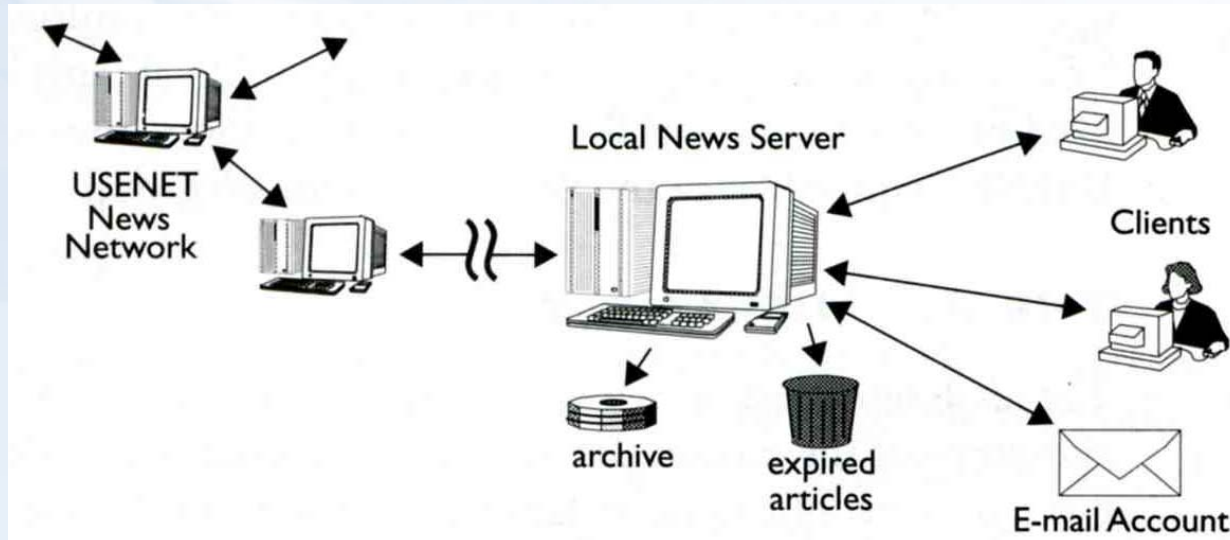 Local News Server
USENET
News
Network
Clients
archive
expired
articles
E-mail Account